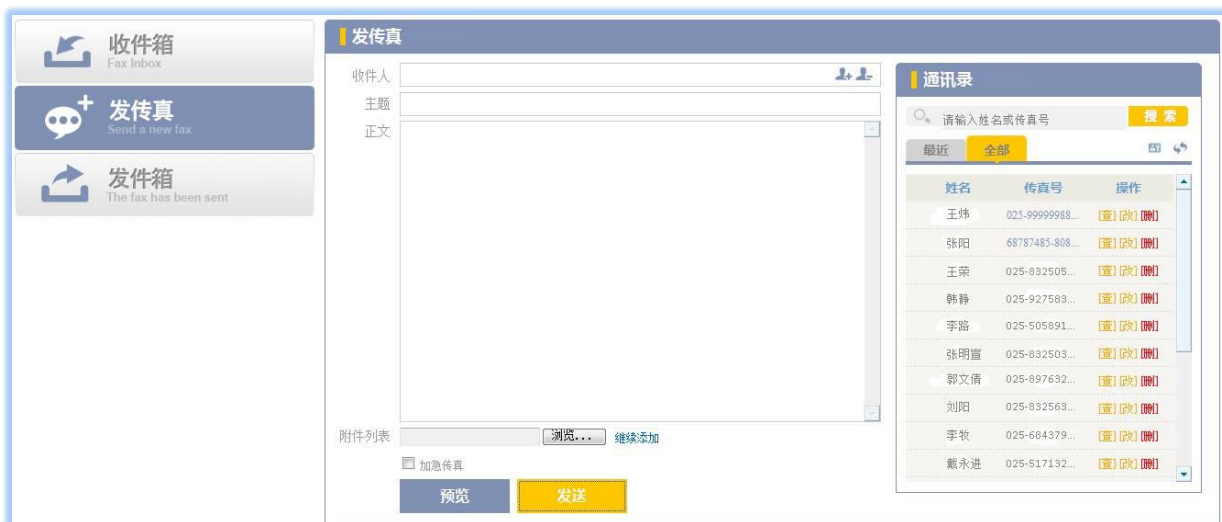 收件箱
Fax Inbox
发传真
Send a new fax
发件箱
The fax has been sent
发传真
收件人
主题
正文
附件列表 浏览... 继续添加
加急传真
预览 发送
通讯录
请输入姓名或传真号 搜 索
最近 全部
姓名 传真号 操作
王炜 025-99999988... [查] [改] [删]
张阳 68787485-808... [查] [改] [删]
王荣 025-832505... [查] [改] [删]
韩静 025-927583... [查] [改] [删]
李路 025-505891... [查] [改] [删]
张明宣 025-832503... [查] [改] [删]
郭文倩 025-897632... [查] [改] [删]
刘阳 025-832563... [查] [改] [删]
李牧 025-684379... [查] [改] [删]
戴永进 025-517132... [查] [改] [删]